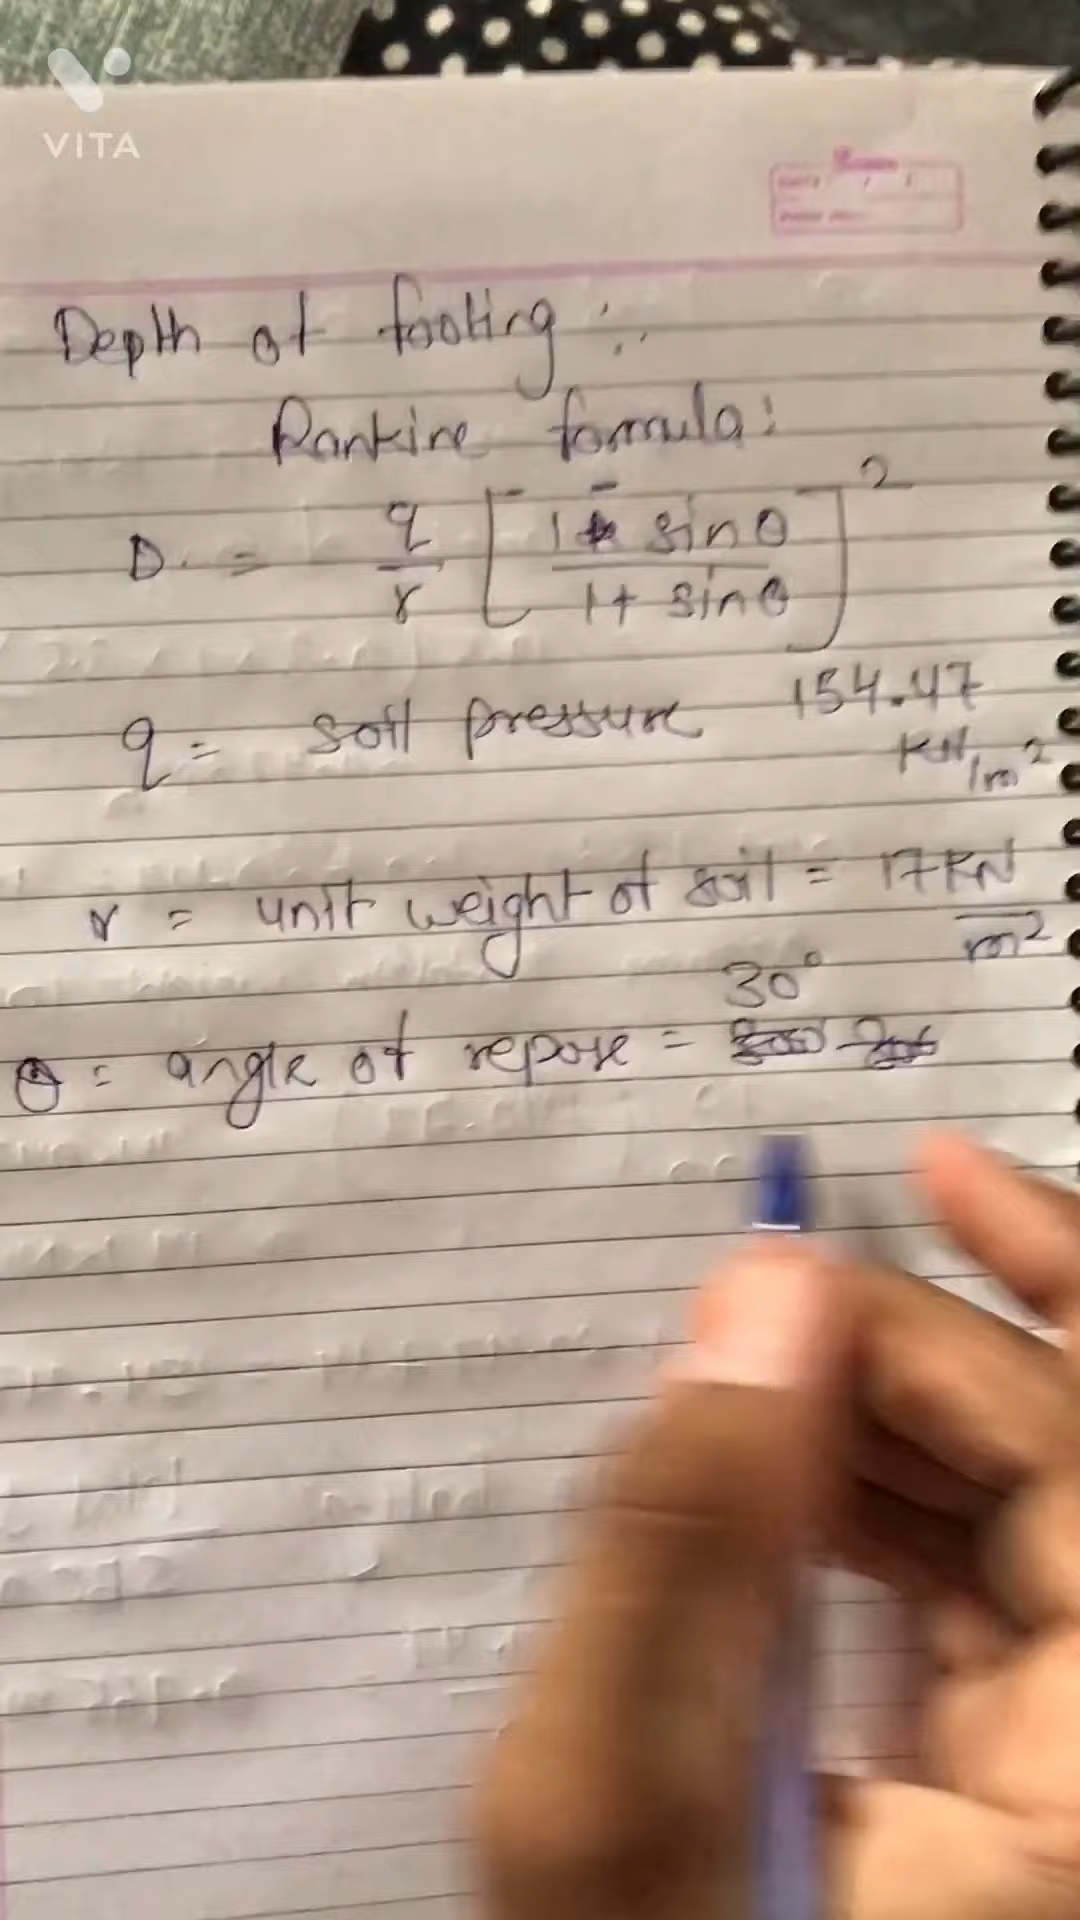 VITA
Depth of footing :
Rankine formula:
D. = q/r [1 - sinθ / 1+ sinθ]²
q = soil pressure 154.47 KN/m²
r = unit weight of soil = 17 KN/m²
30°
θ = angle of repose =